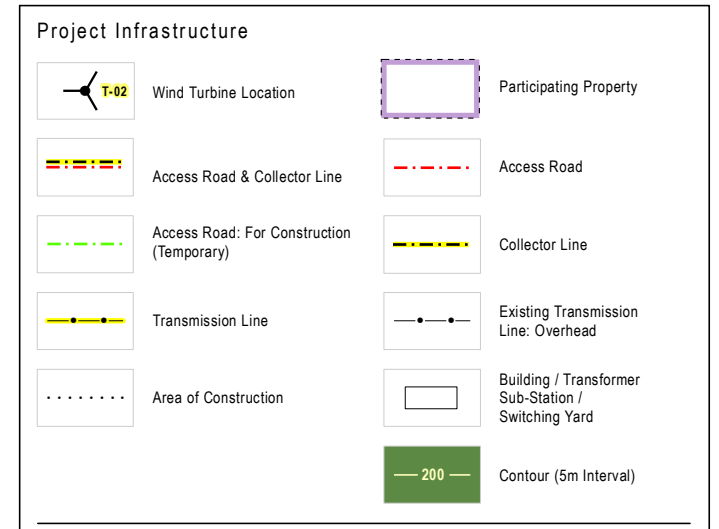 Project Infrastructure
T-02
Wind Turbine Location
Participating Property
Access Road & Collector Line
Access Road
Access Road: For Construction
(Temporary)
Collector Line
Transmission Line
Existing Transmission
Line: Overhead
Area of Construction
Building / Transformer
Sub-Station /
Switching Yard
200
Contour (5m Interval)